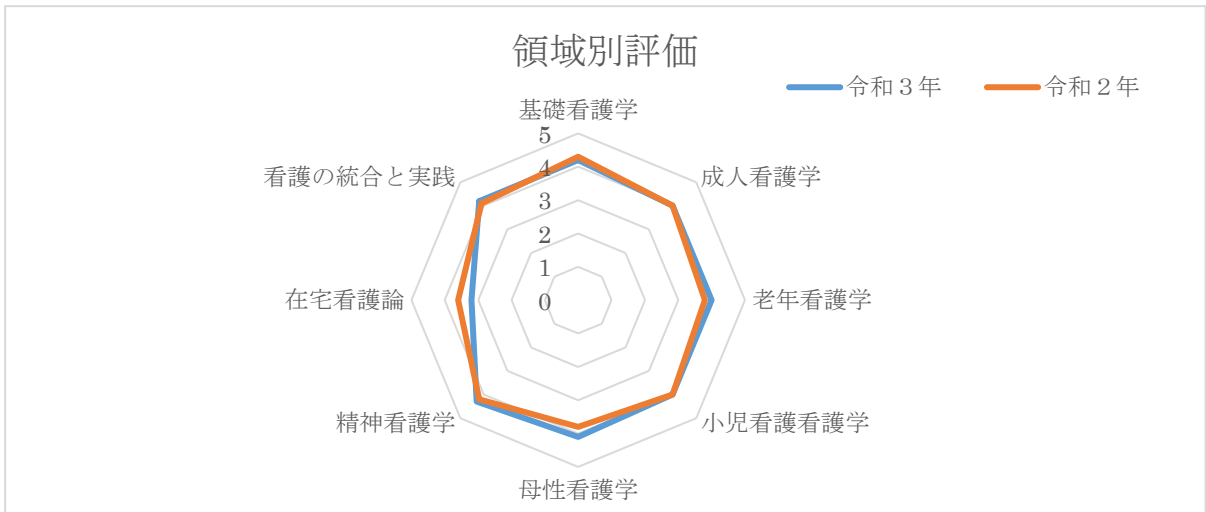 領域別評価
令和３年
令和２年
基礎看護学
成人看護学
老年看護学
小児看護看護学
母性看護学
精神看護学
在宅看護論
看護の統合と実践
5
4
3
2
1
0